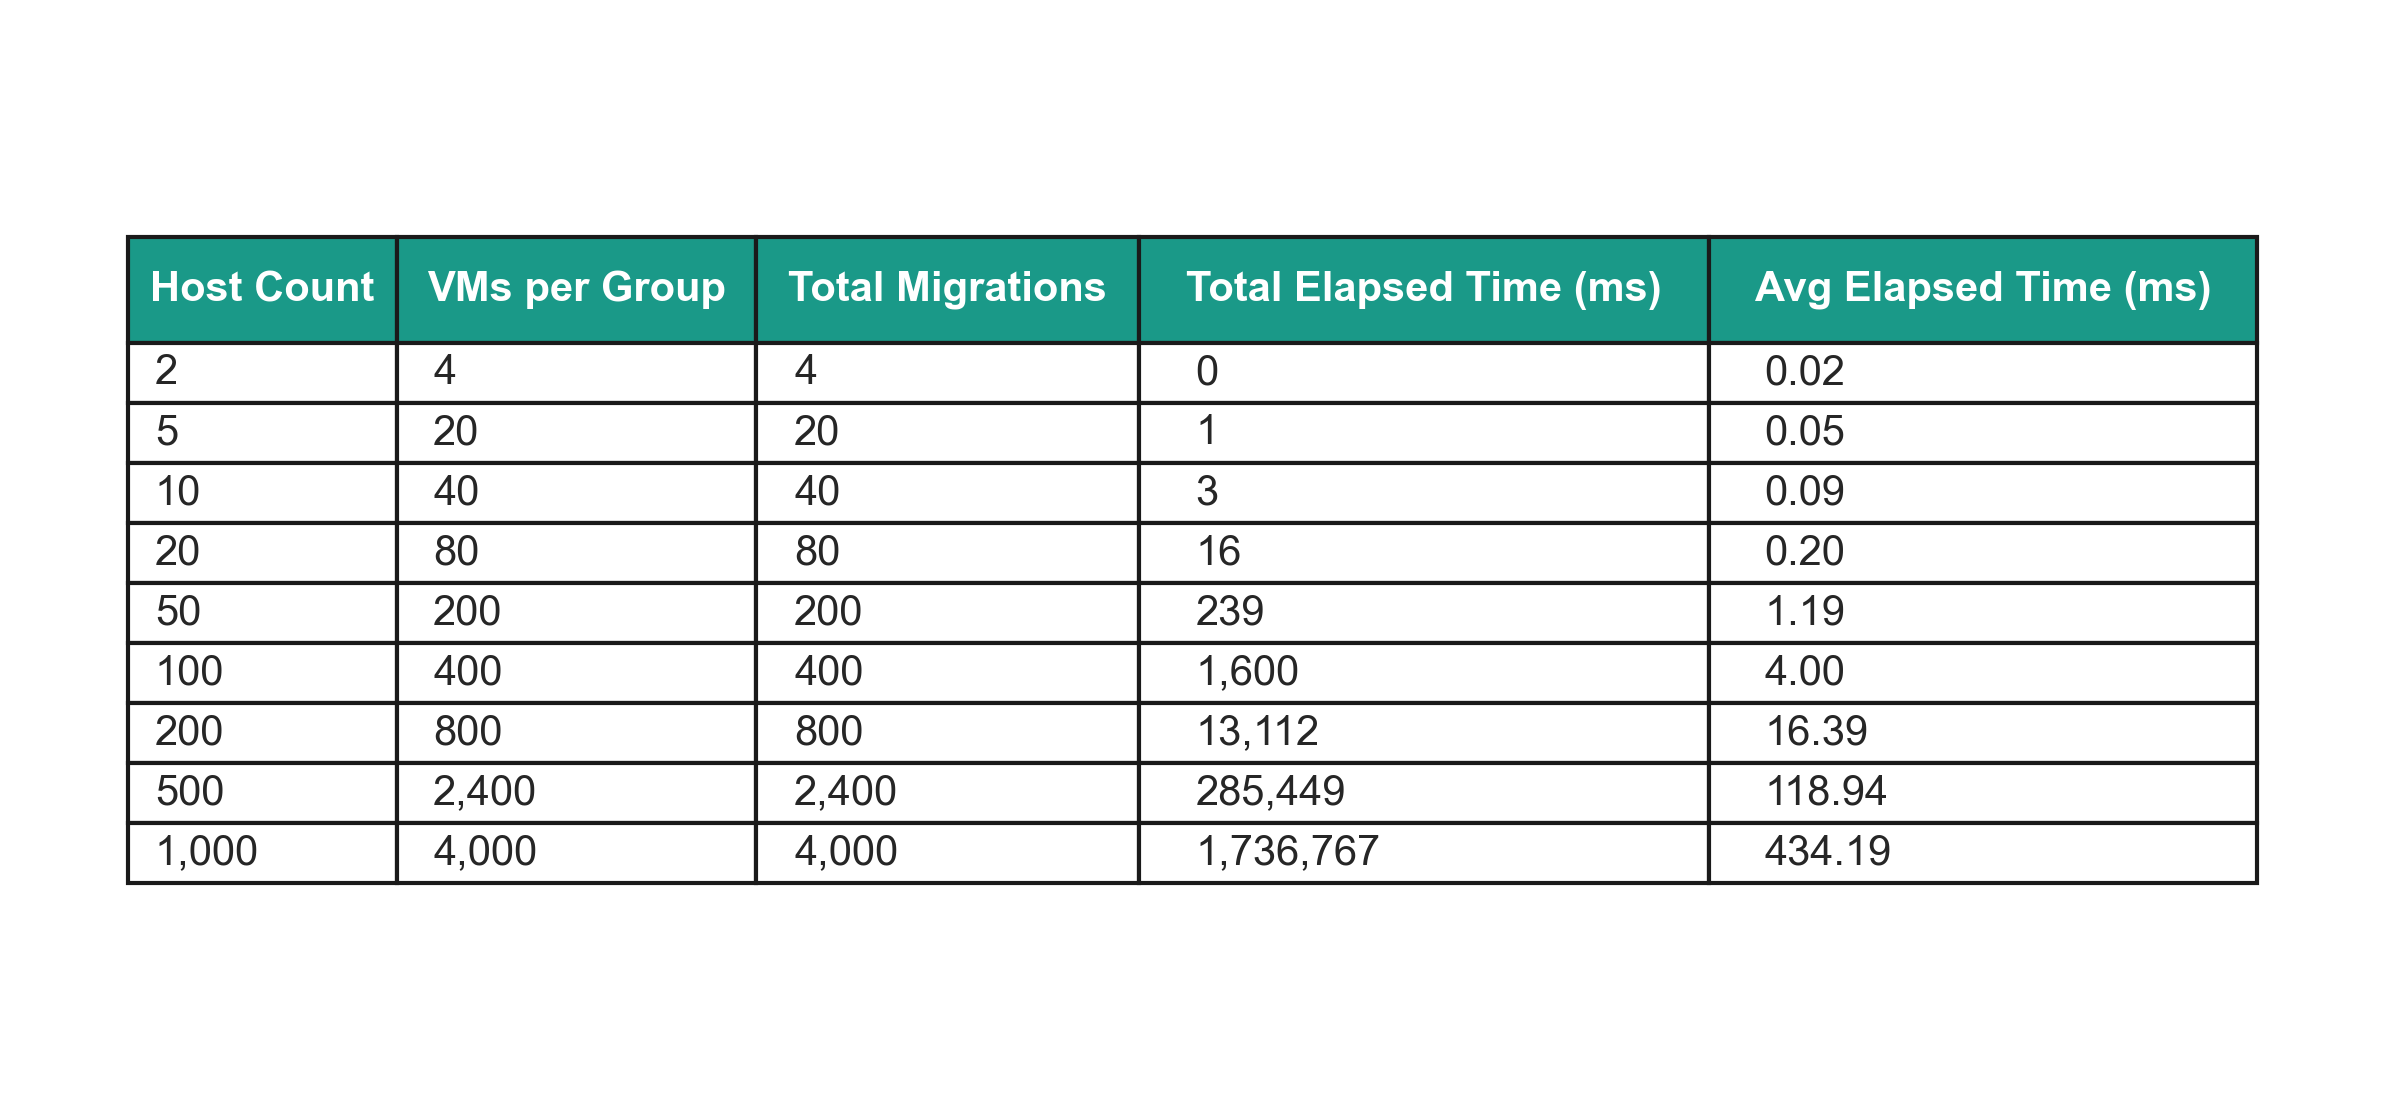 Host Count VMs per Group Total Migrations Total Elapsed Time (ms) Avg Elapsed Time (ms)
2 4 4 0 0.02
5 20 20 1 0.05
10 40 40 3 0.09
20 80 80 16 0.20
50 200 200 239 1.19
100 400 400 1,600 4.00
200 800 800 13,112 16.39
500 2,400 2,400 285,449 118.94
1,000 4,000 4,000 1,736,767 434.19